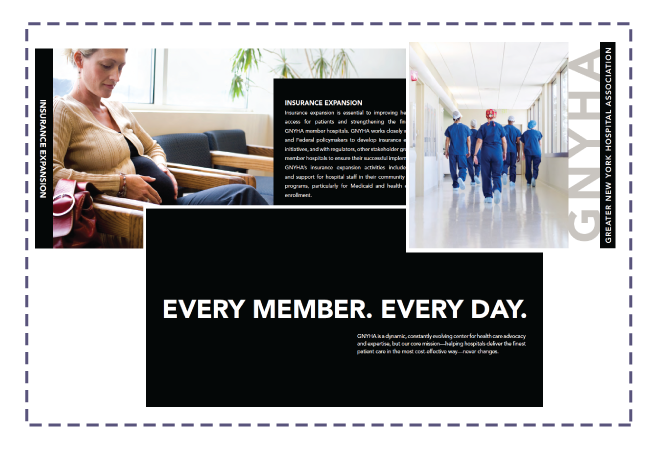 INSURANCE EXPANSION
INSURANCE EXPANSION
Insurance expansion is essential to improving
access for patients and strengthening the
GNYHA member hospitals. GNYHA works closely
and Federal policymakers to develop insurance
initiatives, and with regulators, other stakeholder
member hospitals to ensure their successful
GNYHA's insurance expansion activities include
and support for hospital staff in their community
programs, particularly for Medicaid and health
enrollment.
GNYHA
GREATER NEW YORK HOSPITAL ASSOCIATION
EVERY MEMBER. EVERY DAY.
GNYHA is a dynamic, constantly evolving center for health care advocacy
and expertise, but our core mission—helping hospitals deliver the finest
patient care in the most cost-effective way—never changes.